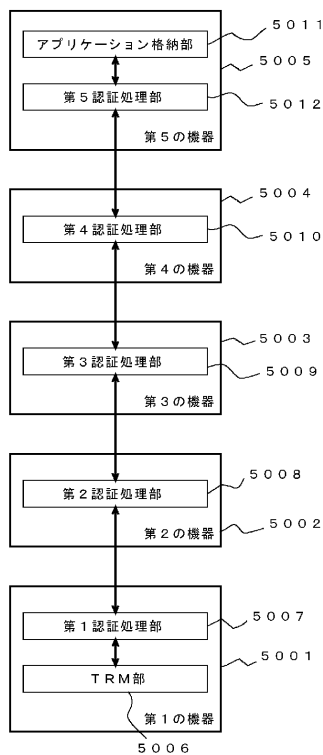 アプリケーション格納部
５０１１
５００５
第５認証処理部
５０１２
第５の機器
５００４
第４認証処理部
５０１０
第４の機器
５００３
第３認証処理部
５００９
第３の機器
５００８
第２認証処理部
５００２
第２の機器
５００７
第１認証処理部
５００１
ＴＲＭ部
第１の機器
５００６